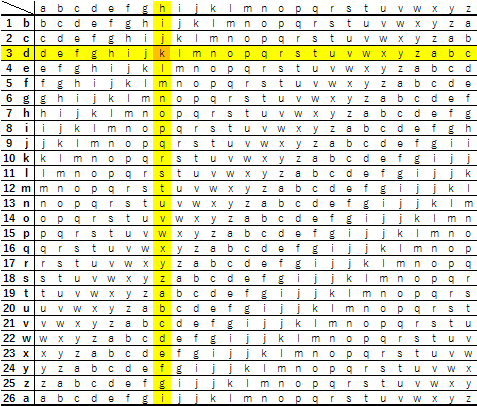 a b c d e f g h i j k l m n o p q r s t u v w x y z
1 b b c d e f g h i j k l m n o p q r s t u v w x y z a
2 c c d e f g h i j k l m n o p q r s t u v w x y z a b
3 d d e f g h i j k l m n o p q r s t u v w x y z a b c
4 e e f g h i j k l m n o p q r s t u v w x y z a b c d
5 f f g h i j k l m n o p q r s t u v w x y z a b c d e
6 g g h i j k l m n o p q r s t u v w x y z a b c d e f
7 h h i j k l m n o p q r s t u v w x y z a b c d e f g
8 i i j k l m n o p q r s t u v w x y z a b c d e f g h
9 j j k l m n o p q r s t u v w x y z a b c d e f g i i
10 k k l m n o p q r s t u v w x y z a b c d e f g i j j
11 l l m n o p q r s t u v w x y z a b c d e f g i j j k
12 m m n o p q r s t u v w x y z a b c d e f g i j j k l
13 n n o p q r s t u v w x y z a b c d e f g i j j k l m
14 o o p q r s t u v w x y z a b c d e f g i j j k l m n
15 p p q r s t u v w x y z a b c d e f g i j j k l m n o
16 q q r s t u v w x y z a b c d e f g i j j k l m n o p
17 r r s t u v w x y z a b c d e f g i j j k l m n o p q
18 s s t u v w x y z a b c d e f g i j j k l m n o p q r
19 t t u v w x y z a b c d e f g i j j k l m n o p q r s
20 u u v w x y z a b c d e f g i j j k l m n o p q r s t
21 v v w x y z a b c d e f g i j j k l m n o p q r s t u
22 w w x y z a b c d e f g i j j k l m n o p q r s t u v
23 x x y z a b c d e f g i j j k l m n o p q r s t u v w
24 y y z a b c d e f g i j j k l m n o p q r s t u v w x
25 z z a b c d e f g i j j k l m n o p q r s t u v w x y
26 a a b c d e f g i j j k l m n o p q r s t u v w x y z